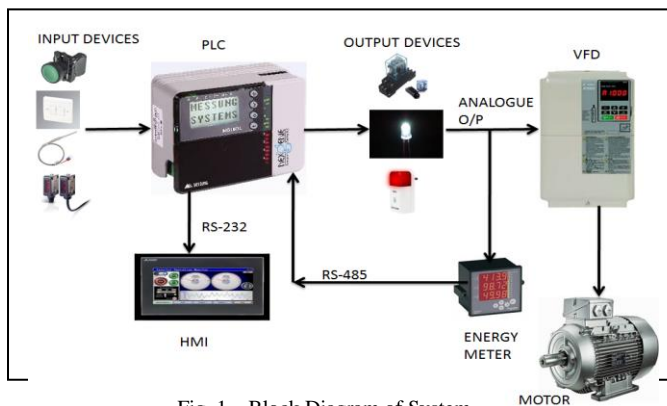 INPUT DEVICES
PLC
OUTPUT DEVICES
VFD
MESSUNG
SYSTEMS
ANALOGUE
O/P
RS-232
RS-485
HMI
ENERGY
METER
MOTOR
Fig. 1 Block Diagram of System